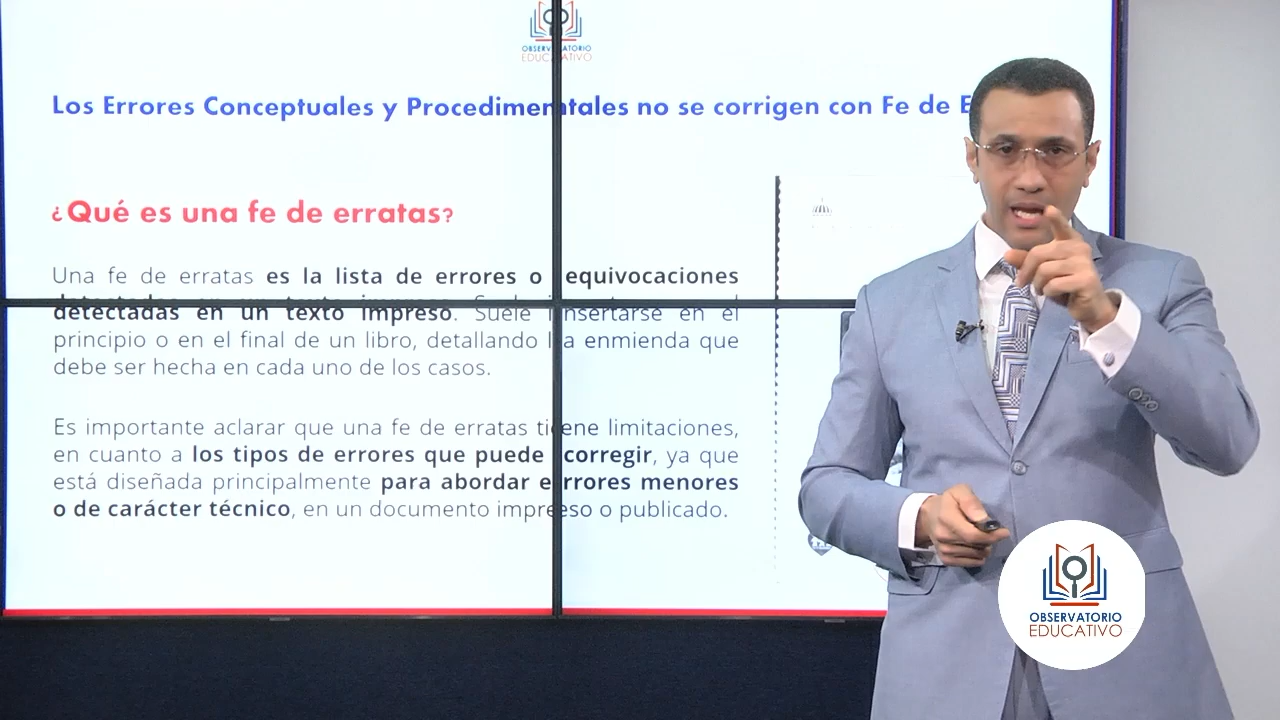 OBSERVATORIO
EDUCATIVO
Los Errores Conceptuales y Procedimentales no se corrigen con Fe de E
¿Qué es una fe de erratas?
Una fe de erratas es la lista de errores o equivocaciones
detectadas en un texto impreso. Suele insertarse en el
principio o en el final de un libro, detallando la enmienda que
debe ser hecha en cada uno de los casos.
Es importante aclarar que una fe de erratas tiene limitaciones,
en cuanto a los tipos de errores que puede corregir, ya que
está diseñada principalmente para abordar errores menores
o de carácter técnico, en un documento impreso o publicado.
OBSERVATORIO
EDUCATIVO